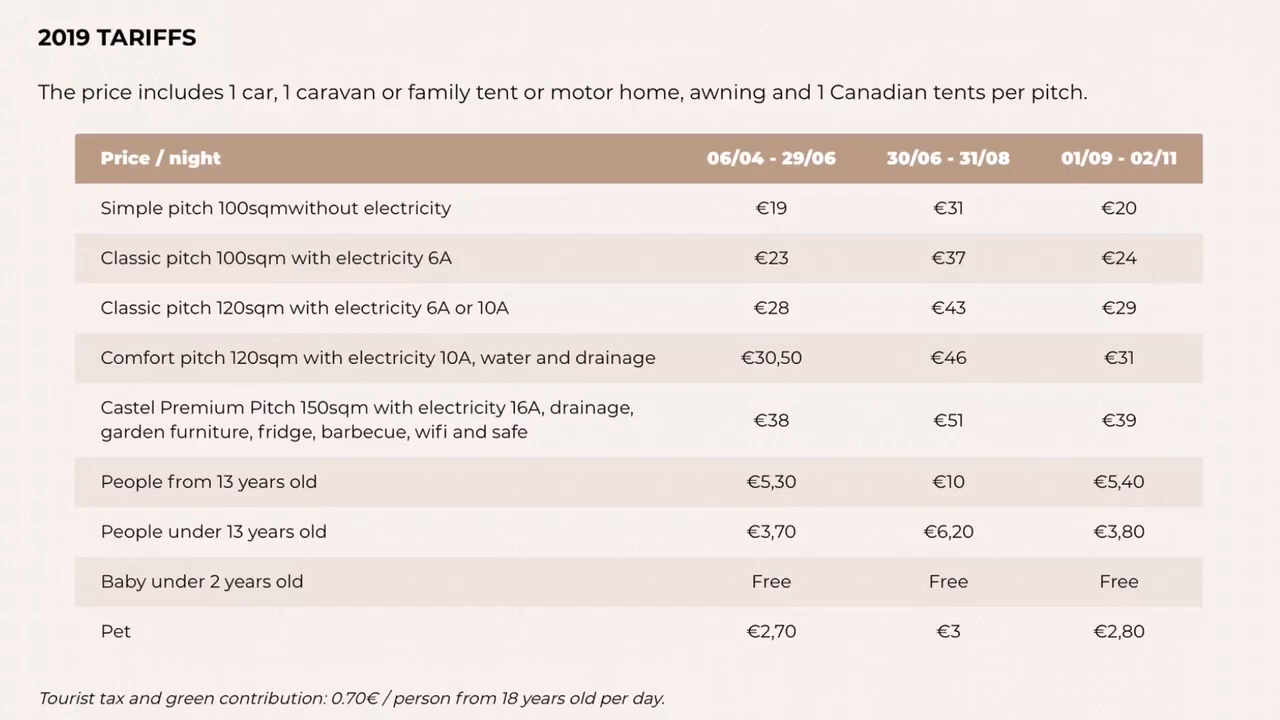 2019 TARIFFS
The price includes 1 car, 1 caravan or family tent or motor home, awning and 1 Canadian tents per pitch.
Price / night 06/04 - 29/06 30/06 - 31/08 01/09 - 02/11
Simple pitch 100sqmwithout electricity €19 €31 €20
Classic pitch 100sqm with electricity 6A €23 €37 €24
Classic pitch 120sqm with electricity 6A or 10A €28 €43 €29
Comfort pitch 120sqm with electricity 10A, water and drainage €30,50 €46 €31
Castel Premium Pitch 150sqm with electricity 16A, drainage,
garden furniture, fridge, barbecue, wifi and safe €38 €51 €39
People from 13 years old €5,30 €10 €5,40
People under 13 years old €3,70 €6,20 €3,80
Baby under 2 years old Free Free Free
Pet €2,70 €3 €2,80
Tourist tax and green contribution: 0.70€ / person from 18 years old per day.